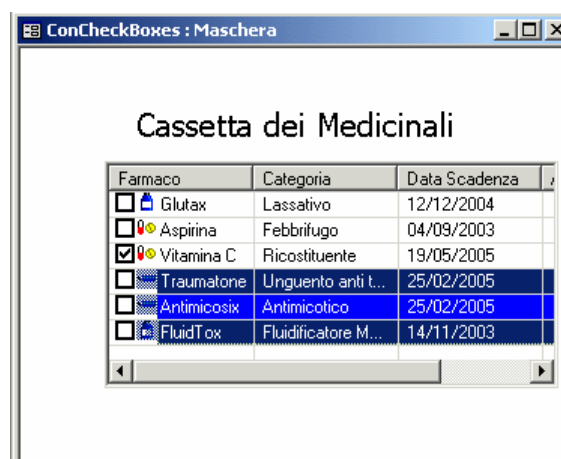 ConCheckBoxes : Maschera
Cassetta dei Medicinali
Farmaco Categoria Data Scadenza
Glutax Lassativo 12/12/2004
Aspirina Febbrifugo 04/09/2003
Vitamina C Ricostituente 19/05/2005
Traumatone Unguento anti t... 25/02/2005
Antimicosix Antimicotico 25/02/2005
FluidTox Fluidificatore M... 14/11/2003